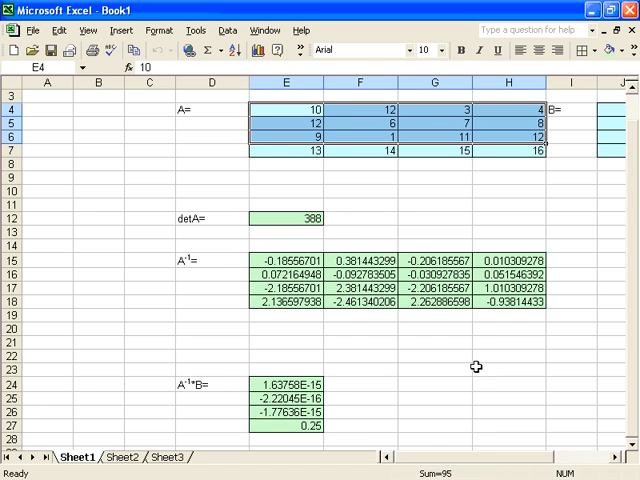 Microsoft Excel - Book1
File Edit View Insert Format Tools Data Window Help
Type a question for help
Arial 10 B I U
E4 fx 10
A B C D E F G H I J
3
4 A= 10 12 3 4 B=
5 12 6 7 8
6 9 1 11 12
7 13 14 15 16
8
9
10
11
12 detA= 388
13
14
15 A⁻¹= -0.18556701 0.381443299 -0.206185567 0.010309278
16 0.072164948 -0.092783505 -0.030927835 0.051546392
17 -2.18556701 2.381443299 -2.206185567 1.010309278
18 2.136597938 -2.461340206 2.262886598 -0.93814433
19
20
21
22
23
24 A⁻¹*B= 1.63758E-15
25 -2.22045E-16
26 -1.77636E-15
27 0.25
28
Sheet1 Sheet2 Sheet3
Ready Sum=95 NUM